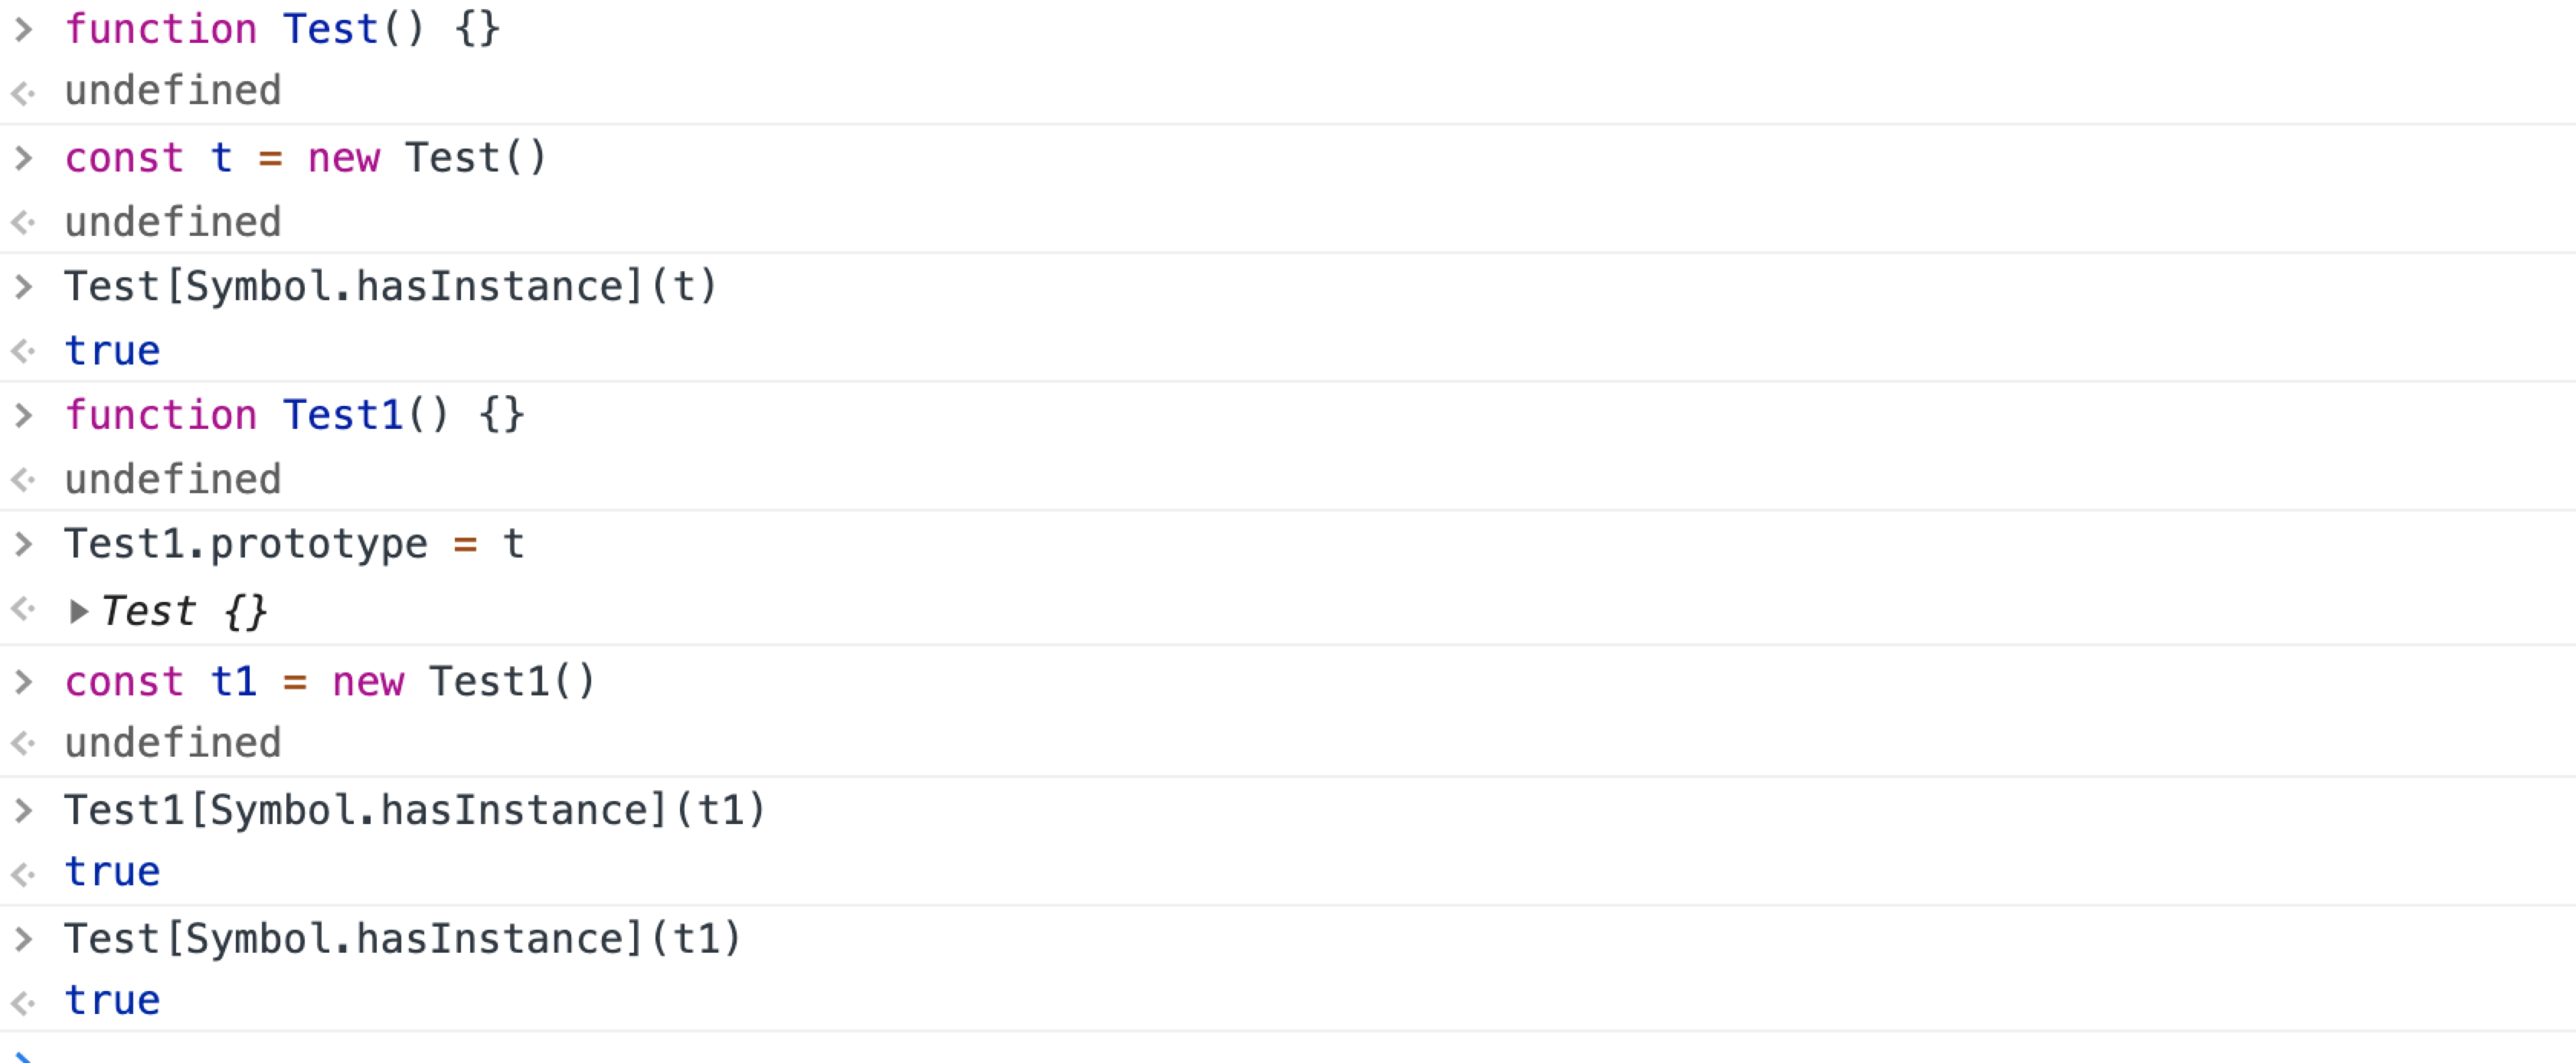 > function Test() {}
<· undefined
> const t = new Test()
<· undefined
> Test[Symbol.hasInstance](t)
<· true
> function Test1() {}
<· undefined
> Test1.prototype = t
<· ▶ Test {}
> const t1 = new Test1()
<· undefined
> Test1[Symbol.hasInstance](t1)
<· true
> Test[Symbol.hasInstance](t1)
<· true